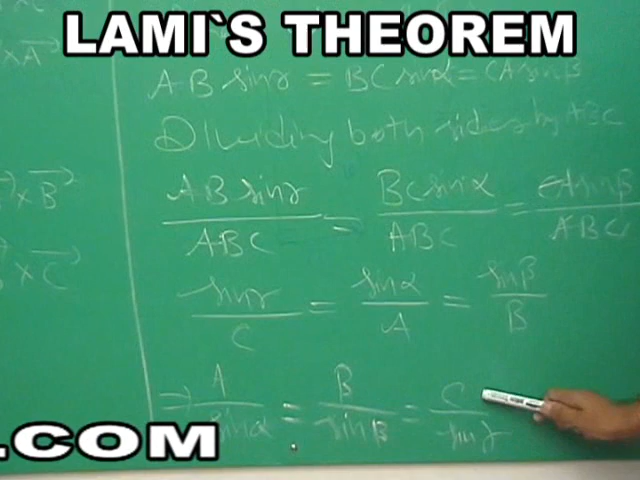 LAMI`S THEOREM
×A
AB sinγ = BC sinα = CA sinβ
Dividing both sides by ABC
×B
AB sinγ / ABC = BC sinα / ABC = CA sinβ / ABC
×C
sinγ / C = sinα / A = sinβ / B
⇒ A / sinα = B / sinβ = C / sinγ
.COM